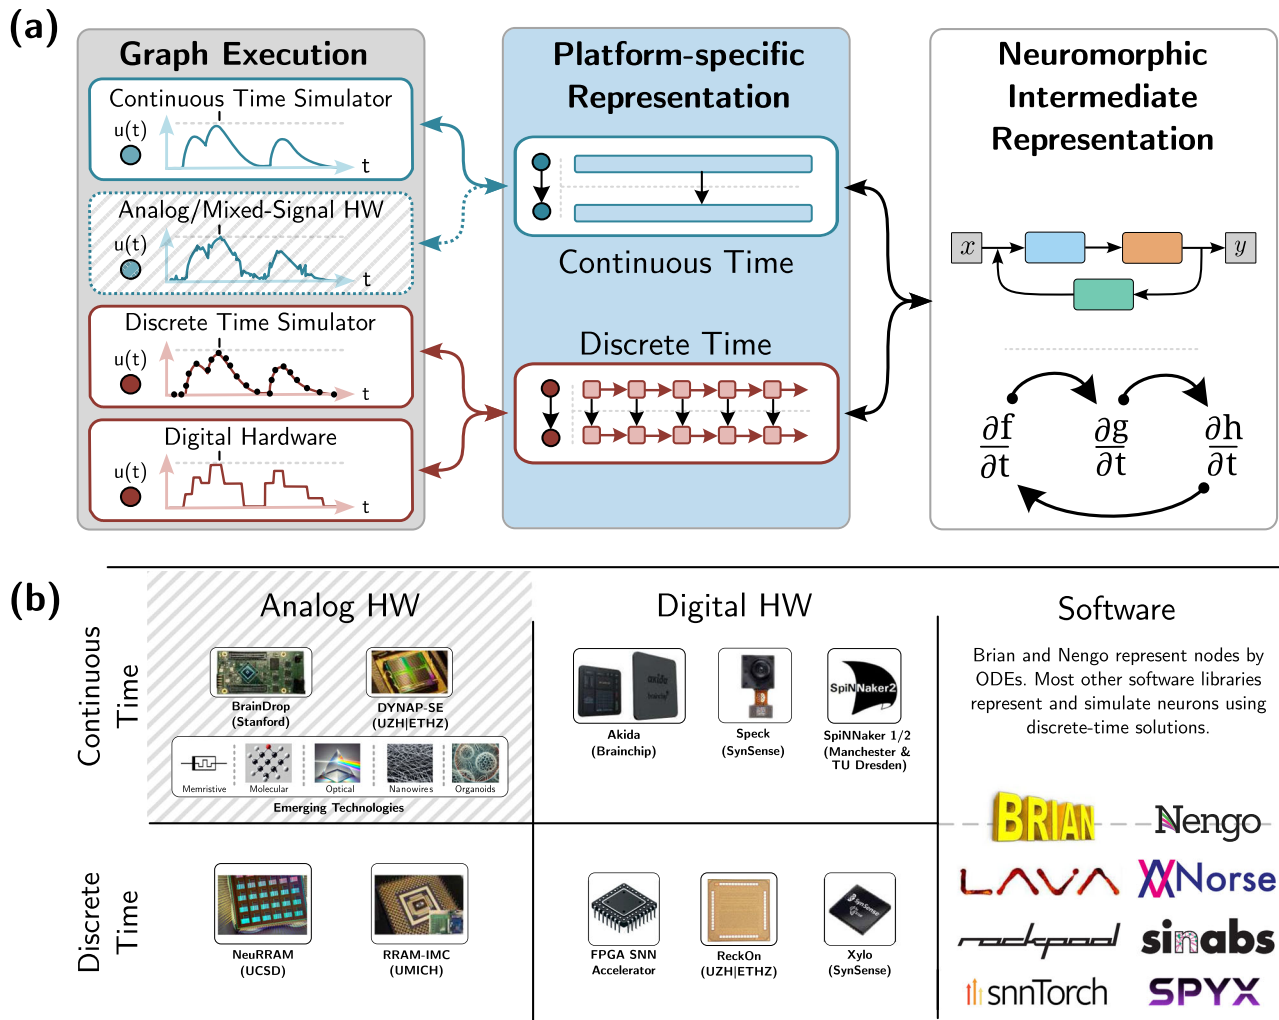 (a)
Graph Execution
Continuous Time Simulator
u(t)
t
Analog/Mixed-Signal HW
u(t)
t
Discrete Time Simulator
u(t)
t
Digital Hardware
u(t)
t
Platform-specific
Representation
Continuous Time
Discrete Time
Neuromorphic
Intermediate
Representation
x
y
∂f
∂t
∂g
∂t
∂h
∂t
(b)
Analog HW
Digital HW
Software
Continuous
Time
BrainDrop
(Stanford)
DYNAP-SE
(UZH|ETHZ)
Memristive
Molecular
Optical
Nanowires
Organoids
Emerging Technologies
akida
brainchip
Akida
(Brainchip)
Speck
(SynSense)
SpiNNaker2
SpiNNaker 1/2
(Manchester &
TU Dresden)
Brian and Nengo represent nodes by
ODEs. Most other software libraries
represent and simulate neurons using
discrete-time solutions.
BRIAN
Nengo
LAVA
Norse
rockpool
sinabs
snnTorch
SPYX
Discrete
Time
NeuRRAM
(UCSD)
RRAM-IMC
(UMICH)
FPGA SNN
Accelerator
ReckOn
(UZH|ETHZ)
SynSense
Xylo
(SynSense)